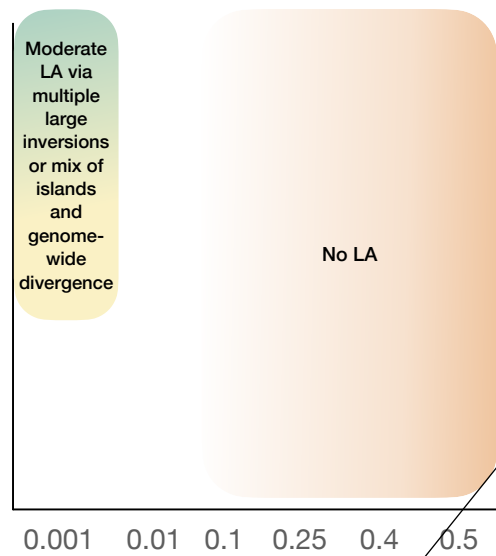 Moderate
LA via
multiple
large
inversions
or mix of
islands
and
genome-
wide
divergence
No LA
0.001 0.01 0.1 0.25 0.4 0.5